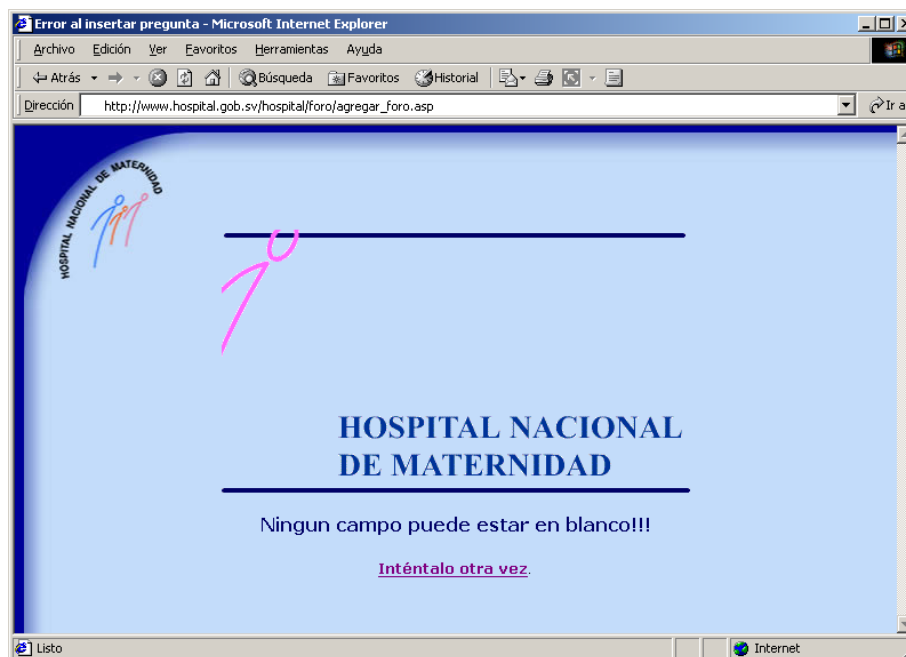 Error al insertar pregunta - Microsoft Internet Explorer
Archivo Edición Ver Favoritos Herramientas Ayuda
Atrás Búsqueda Favoritos Historial
Dirección http://www.hospital.gob.sv/hospital/foro/agregar_foro.asp Ir a
HOSPITAL NACIONAL DE MATERNIDAD
HOSPITAL NACIONAL
DE MATERNIDAD
Ningun campo puede estar en blanco!!!
Inténtalo otra vez.
Listo Internet